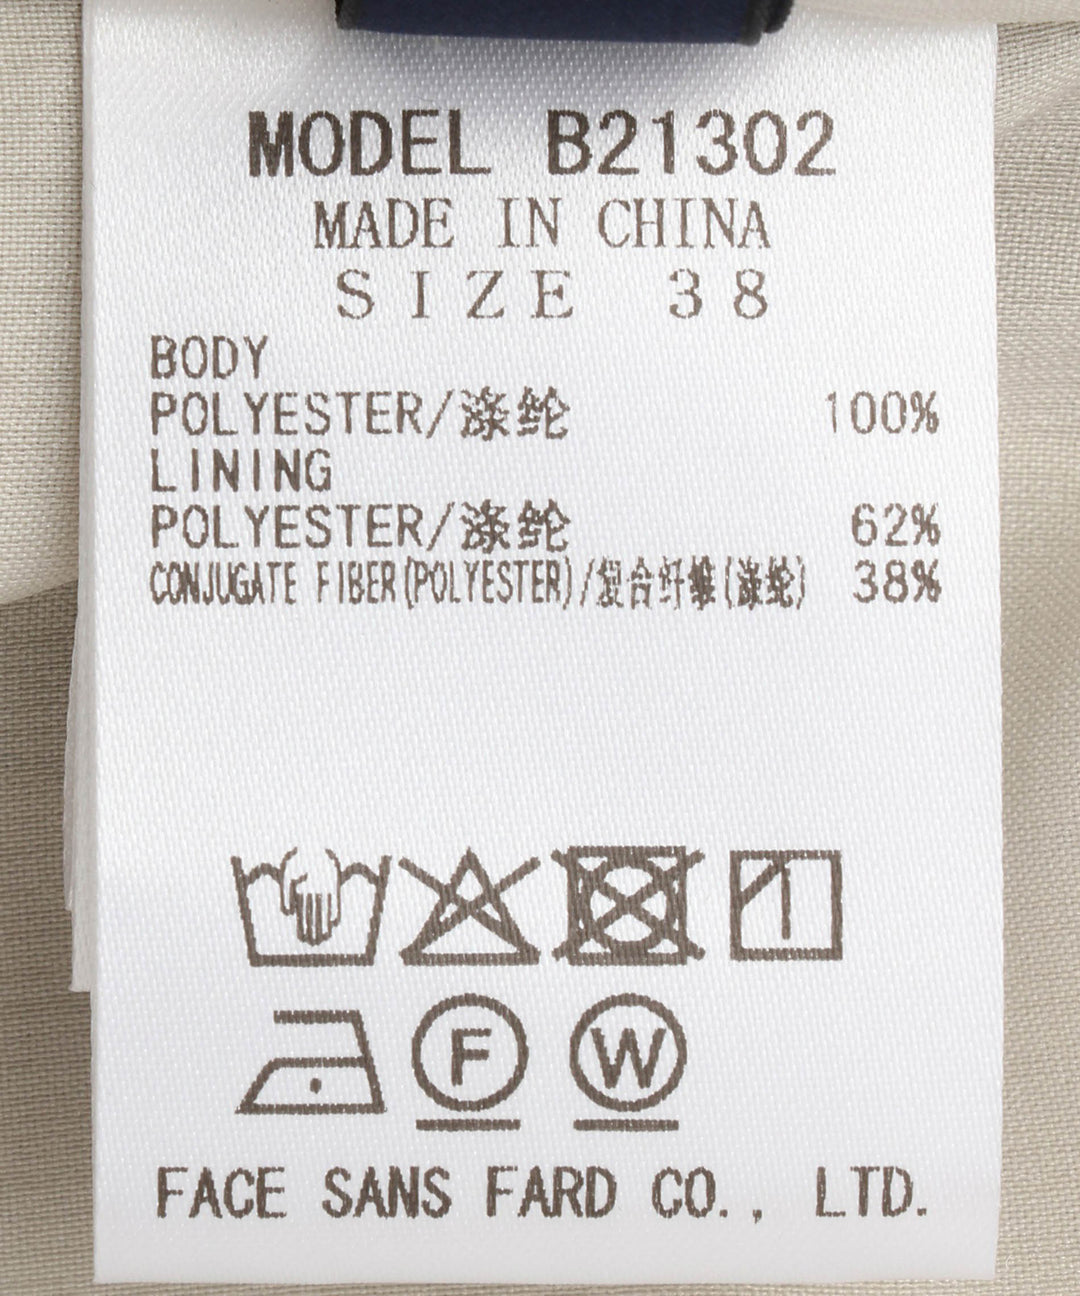 MODEL B21302
MADE IN CHINA
SIZE 38
BODY
POLYESTER/涤纶 100%
LINING
POLYESTER/涤纶 62%
CONJUGATE FIBER(POLYESTER)/复合纤维(涤纶) 38%
F W
FACE SANS FARD CO., LTD.